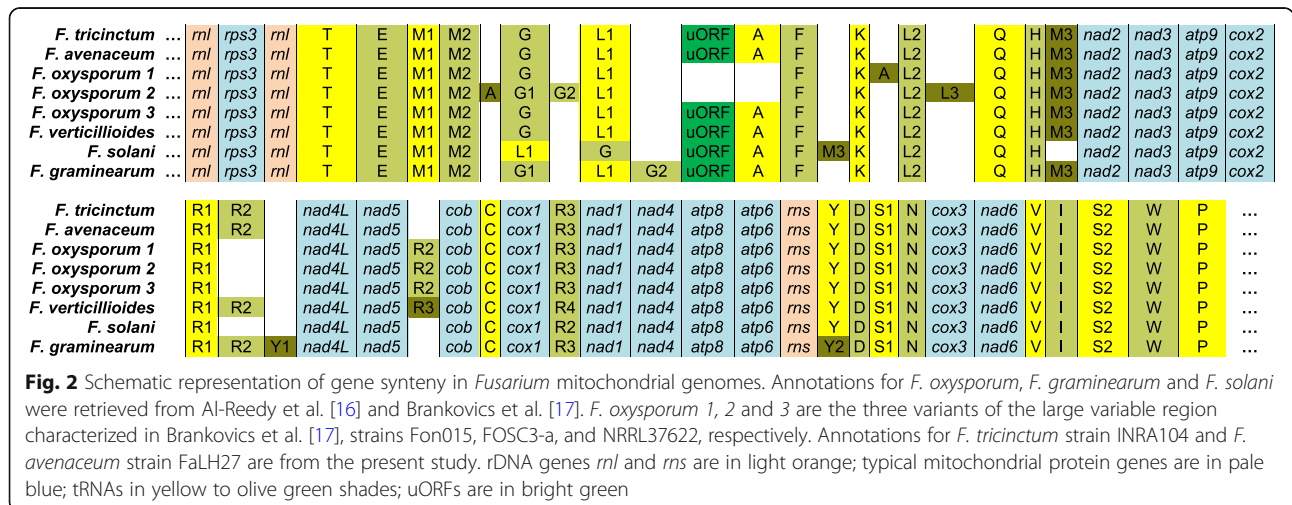 F. tricinctum ... rnl rps3 rnl T E M1 M2 G L1 uORF A F K L2 Q H M3 nad2 nad3 atp9 cox2
F. avenaceum ... rnl rps3 rnl T E M1 M2 G L1 uORF A F K L2 Q H M3 nad2 nad3 atp9 cox2
F. oxysporum 1 ... rnl rps3 rnl T E M1 M2 G L1 F K A L2 Q H M3 nad2 nad3 atp9 cox2
F. oxysporum 2 ... rnl rps3 rnl T E M1 M2 A G1 G2 L1 F K L2 L3 Q H M3 nad2 nad3 atp9 cox2
F. oxysporum 3 ... rnl rps3 rnl T E M1 M2 G L1 uORF A F K L2 Q H M3 nad2 nad3 atp9 cox2
F. verticillioides ... rnl rps3 rnl T E M1 M2 G L1 uORF A F K L2 Q H M3 nad2 nad3 atp9 cox2
F. solani ... rnl rps3 rnl T E M1 M2 L1 G uORF A F M3 K L2 Q H nad2 nad3 atp9 cox2
F. graminearum ... rnl rps3 rnl T E M1 M2 G1 L1 G2 uORF A F K L2 Q H M3 nad2 nad3 atp9 cox2
F. tricinctum R1 R2 nad4L nad5 cob C cox1 R3 nad1 nad4 atp8 atp6 rns Y D S1 N cox3 nad6 V I S2 W P ...
F. avenaceum R1 R2 nad4L nad5 cob C cox1 R3 nad1 nad4 atp8 atp6 rns Y D S1 N cox3 nad6 V I S2 W P ...
F. oxysporum 1 R1 nad4L nad5 R2 cob C cox1 R3 nad1 nad4 atp8 atp6 rns Y D S1 N cox3 nad6 V I S2 W P ...
F. oxysporum 2 R1 nad4L nad5 R2 cob C cox1 R3 nad1 nad4 atp8 atp6 rns Y D S1 N cox3 nad6 V I S2 W P ...
F. oxysporum 3 R1 nad4L nad5 R2 cob C cox1 R3 nad1 nad4 atp8 atp6 rns Y D S1 N cox3 nad6 V I S2 W P ...
F. verticillioides R1 R2 nad4L nad5 R3 cob C cox1 R4 nad1 nad4 atp8 atp6 rns Y D S1 N cox3 nad6 V I S2 W P ...
F. solani R1 nad4L nad5 cob C cox1 R2 nad1 nad4 atp8 atp6 rns Y D S1 N cox3 nad6 V I S2 W P ...
F. graminearum R1 R2 Y1 nad4L nad5 cob C cox1 R3 nad1 nad4 atp8 atp6 rns Y2 D S1 N cox3 nad6 V I S2 W P ...
Fig. 2 Schematic representation of gene synteny in Fusarium mitochondrial genomes. Annotations for F. oxysporum, F. graminearum and F. solani
were retrieved from Al-Reedy et al. [16] and Brankovics et al. [17]. F. oxysporum 1, 2 and 3 are the three variants of the large variable region
characterized in Brankovics et al. [17], strains Fon015, FOSC3-a, and NRRL37622, respectively. Annotations for F. tricinctum strain INRA104 and F.
avenaceum strain FaLH27 are from the present study. rDNA genes rnl and rns are in light orange; typical mitochondrial protein genes are in pale
blue; tRNAs in yellow to olive green shades; uORFs are in bright green